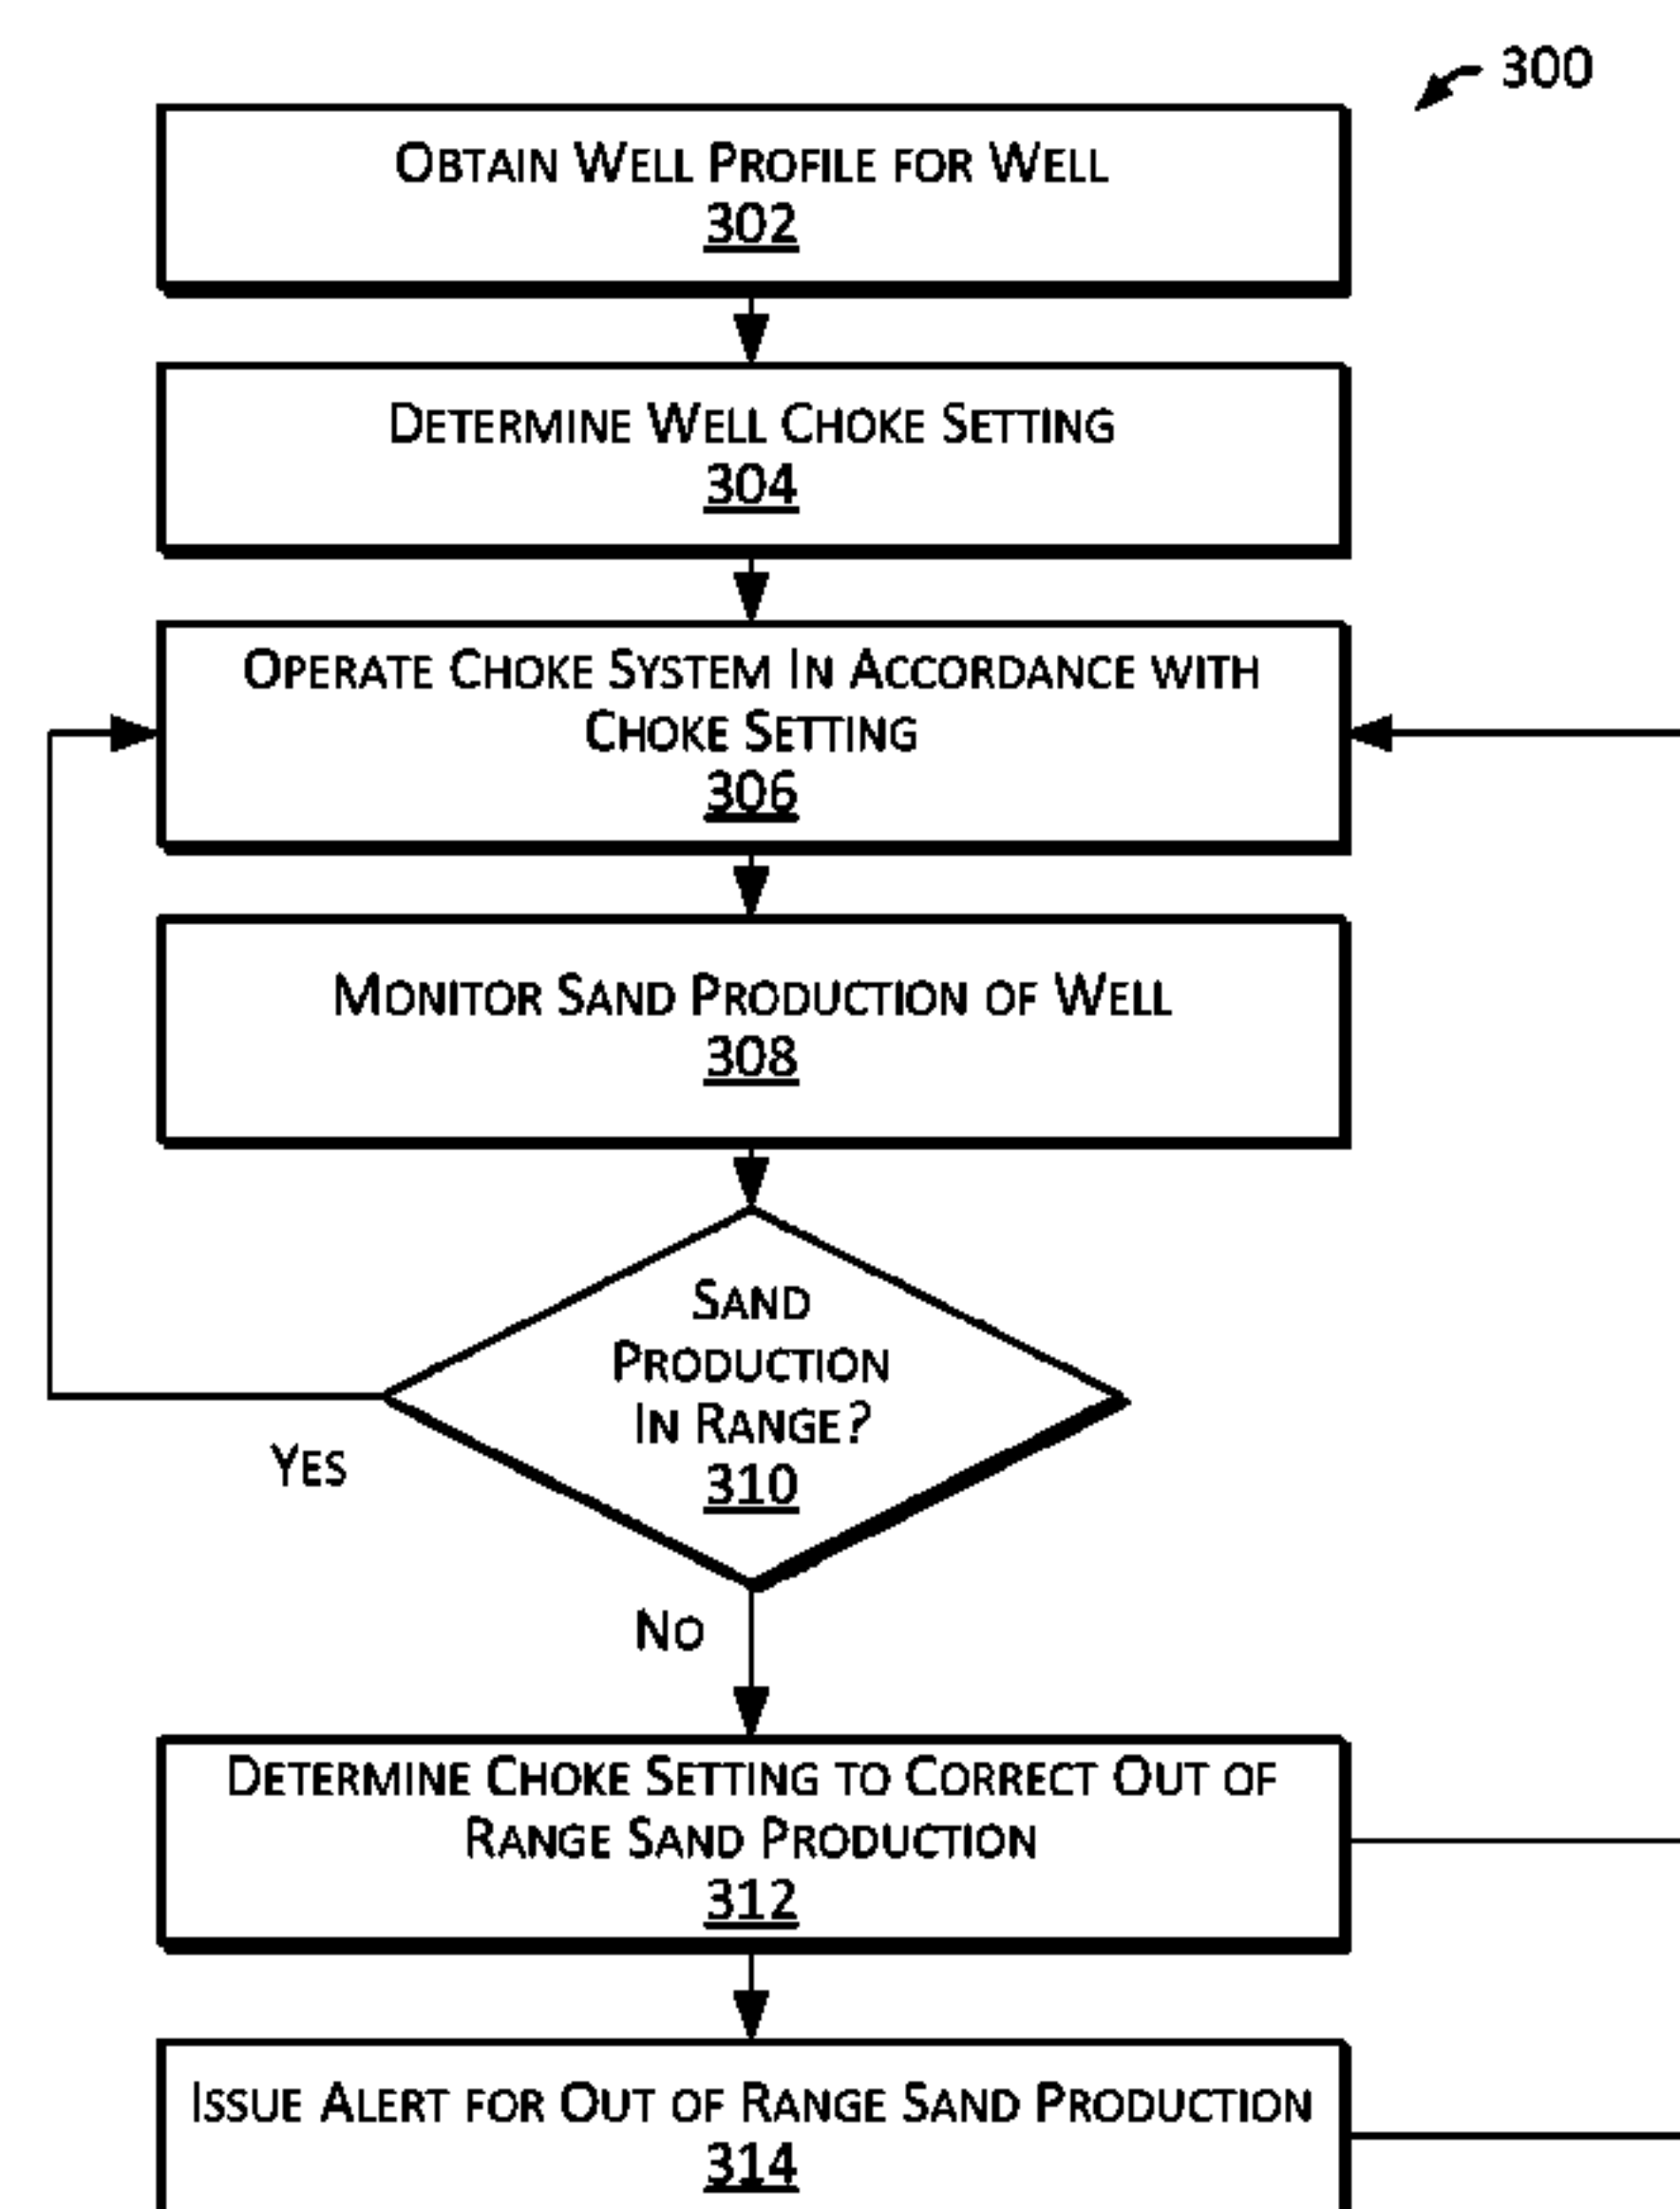 300
OBTAIN WELL PROFILE FOR WELL
302
DETERMINE WELL CHOKE SETTING
304
OPERATE CHOKE SYSTEM IN ACCORDANCE WITH
CHOKE SETTING
306
MONITOR SAND PRODUCTION OF WELL
308
SAND
PRODUCTION
IN RANGE?
310
YES
NO
DETERMINE CHOKE SETTING TO CORRECT OUT OF
RANGE SAND PRODUCTION
312
ISSUE ALERT FOR OUT OF RANGE SAND PRODUCTION
314